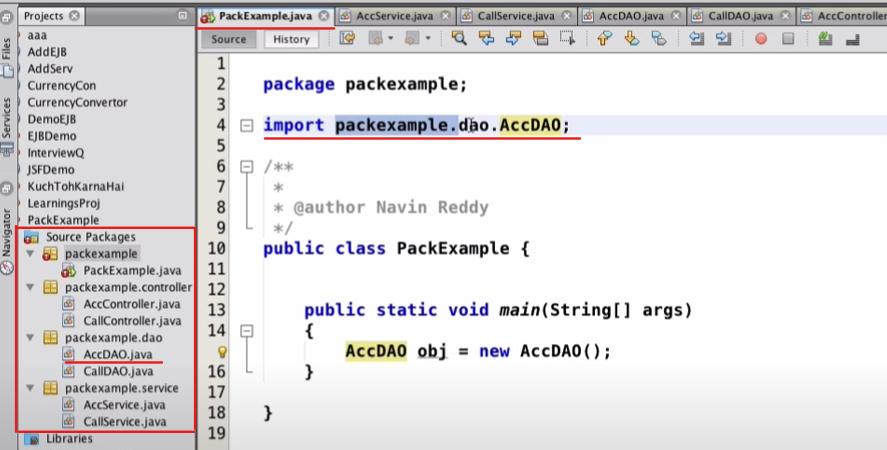 Projects
PackExample.java
AccService.java
CallService.java
AccDAO.java
CallDAO.java
AccController
Source
History
Files
Services
Navigator
aaa
AddEJB
AddServ
CurrencyCon
CurrencyConvertor
DemoEJB
EJBDemo
InterviewQ
JSFDemo
KuchTohKarnaHai
LearningsProj
PackExample
Source Packages
packexample
PackExample.java
packexample.controller
AccController.java
CallController.java
packexample.dao
AccDAO.java
CallDAO.java
packexample.service
AccService.java
CallService.java
Libraries
1
2 package packexample;
3
4 import packexample.dao.AccDAO;
5
6 /**
7 *
8 * @author Navin Reddy
9 */
10 public class PackExample {
11
12
13 public static void main(String[] args)
14 {
AccDAO obj = new AccDAO();
16 }
17
18 }
19